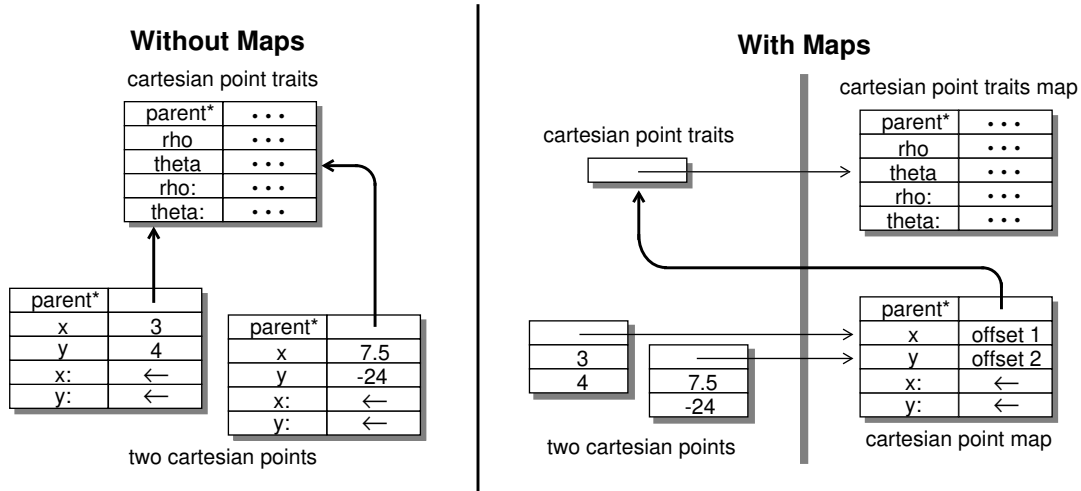 Without Maps
cartesian point traits
parent* • • •
rho • • •
theta • • •
rho: • • •
theta: • • •
parent*
x 3
y 4
x: ←
y: ←
parent*
x 7.5
y -24
x: ←
y: ←
two cartesian points
With Maps
cartesian point traits
cartesian point traits map
parent* • • •
rho • • •
theta • • •
rho: • • •
theta: • • •
3
4
7.5
-24
two cartesian points
parent*
x offset 1
y offset 2
x: ←
y: ←
cartesian point map